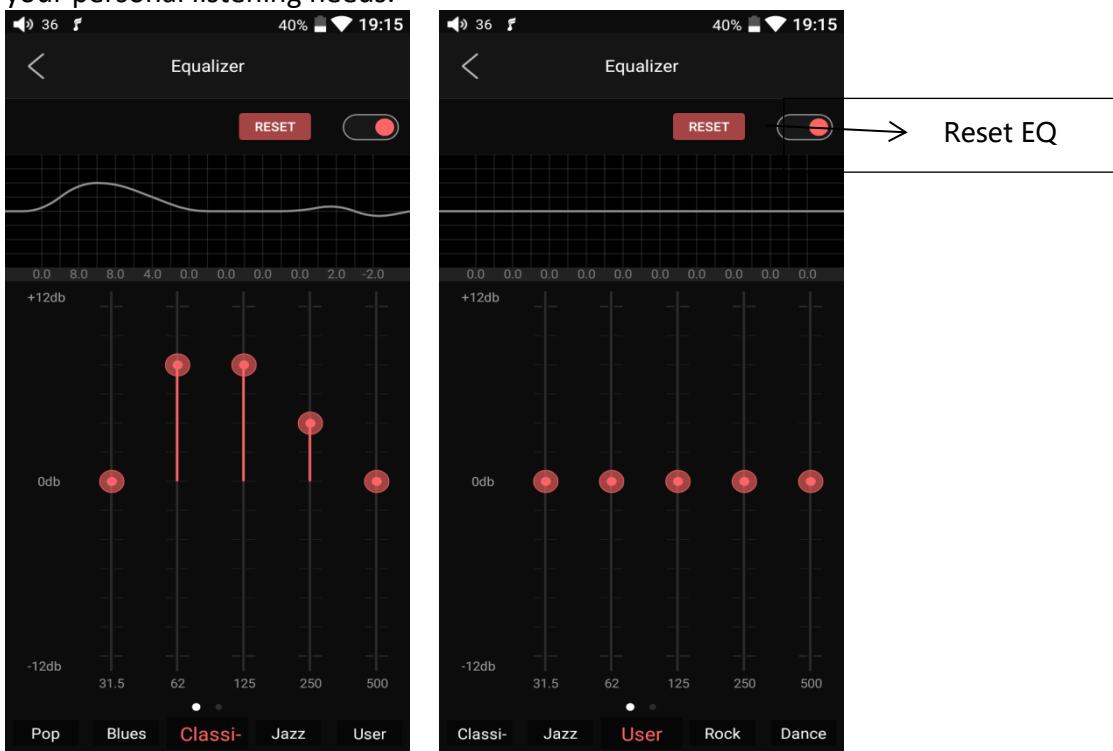 your personal listening needs.
36 40% 19:15
Equalizer
RESET
0.0 8.0 8.0 4.0 0.0 0.0 0.0 0.0 2.0 -2.0
+12db
0db
-12db
31.5 62 125 250 500
Pop Blues Classi- Jazz User
36 40% 19:15
Equalizer
RESET
0.0 0.0 0.0 0.0 0.0 0.0 0.0 0.0 0.0 0.0
+12db
0db
-12db
31.5 62 125 250 500
Classi- Jazz User Rock Dance
Reset EQ